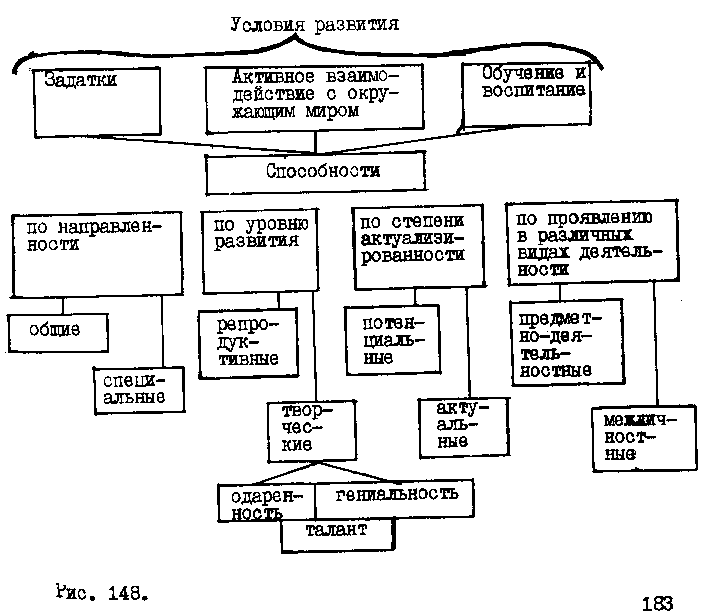 Условия развития
Задатки
Активное взаимо-
действие с окру-
жающим миром
Обучение и
воспитание
Способности
по направлен-
ности
по уровню
развития
по степени
актуализи-
рованности
по проявлению
в различных
видах деятель-
ности
общие
специ-
альные
репро-
дук-
тивные
твор-
чес-
кие
потен-
циаль-
ные
акту-
аль-
ные
предмет-
но-дея-
тель-
ностные
межлич-
ност-
ные
одарен-
ность
гениальность
талант
Рис. 148.
183